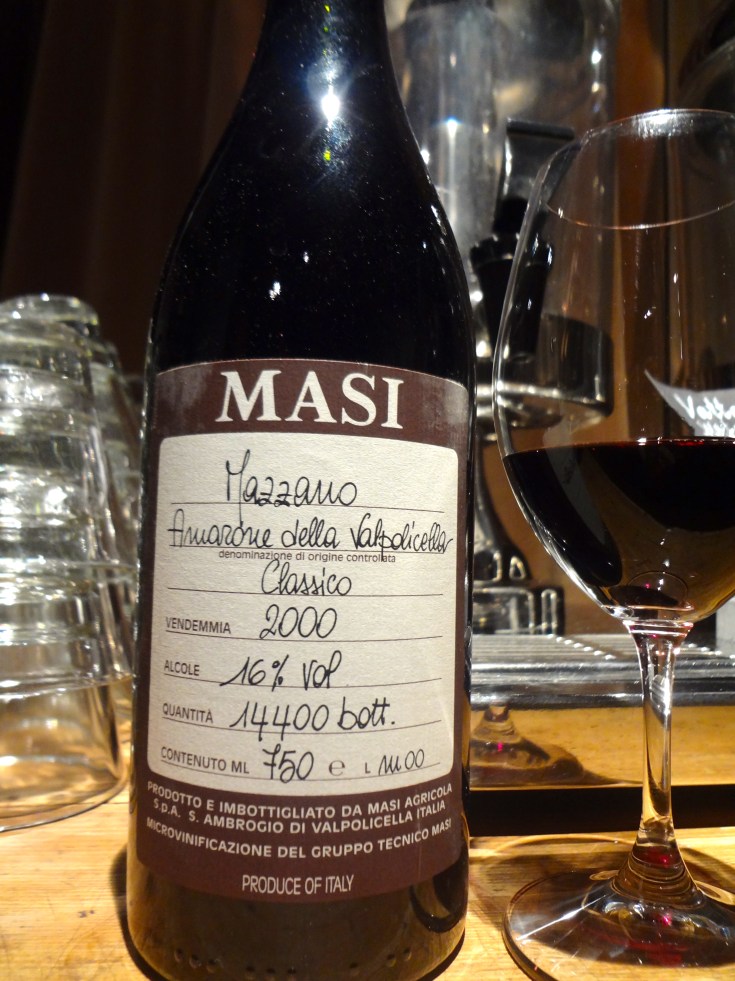 MASI
Mazzano
Amarone della Valpolicella
denominazione di origine controllata
Classico
VENDEMMIA 2000
ALCOLE 16% vol
QUANTITÀ 14400 bott.
CONTENUTO ML 750 e L m00
PRODOTTO E IMBOTTIGLIATO DA MASI AGRICOLA
S.p.A. S. AMBROGIO DI VALPOLICELLA ITALIA
MICROVINIFICAZIONE DEL GRUPPO TECNICO MASI
PRODUCE OF ITALY